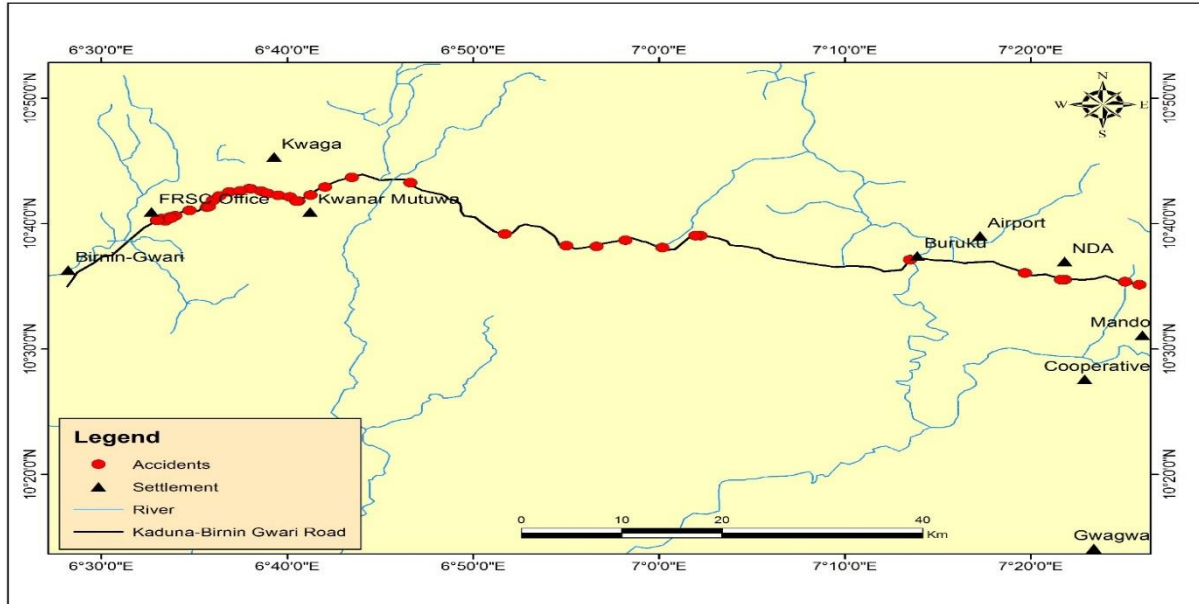 6°30'0"E 6°40'0"E 6°50'0"E 7°0'0"E 7°10'0"E 7°20'0"E
10°50'0"N 10°50'0"N
N
W E
S
Kwaga
FRSC Office Kwanar Mutuwa
10°40'0"N 10°40'0"N
Airport
Birnin-Gwari Buruku NDA
Mando
10°30'0"N 10°30'0"N
Cooperative
Legend
Accidents
Settlement
River
Kaduna-Birnin Gwari Road
10°20'0"N 10°20'0"N
0 10 20 40
Km
Gwagwa
6°30'0"E 6°40'0"E 6°50'0"E 7°0'0"E 7°10'0"E 7°20'0"E